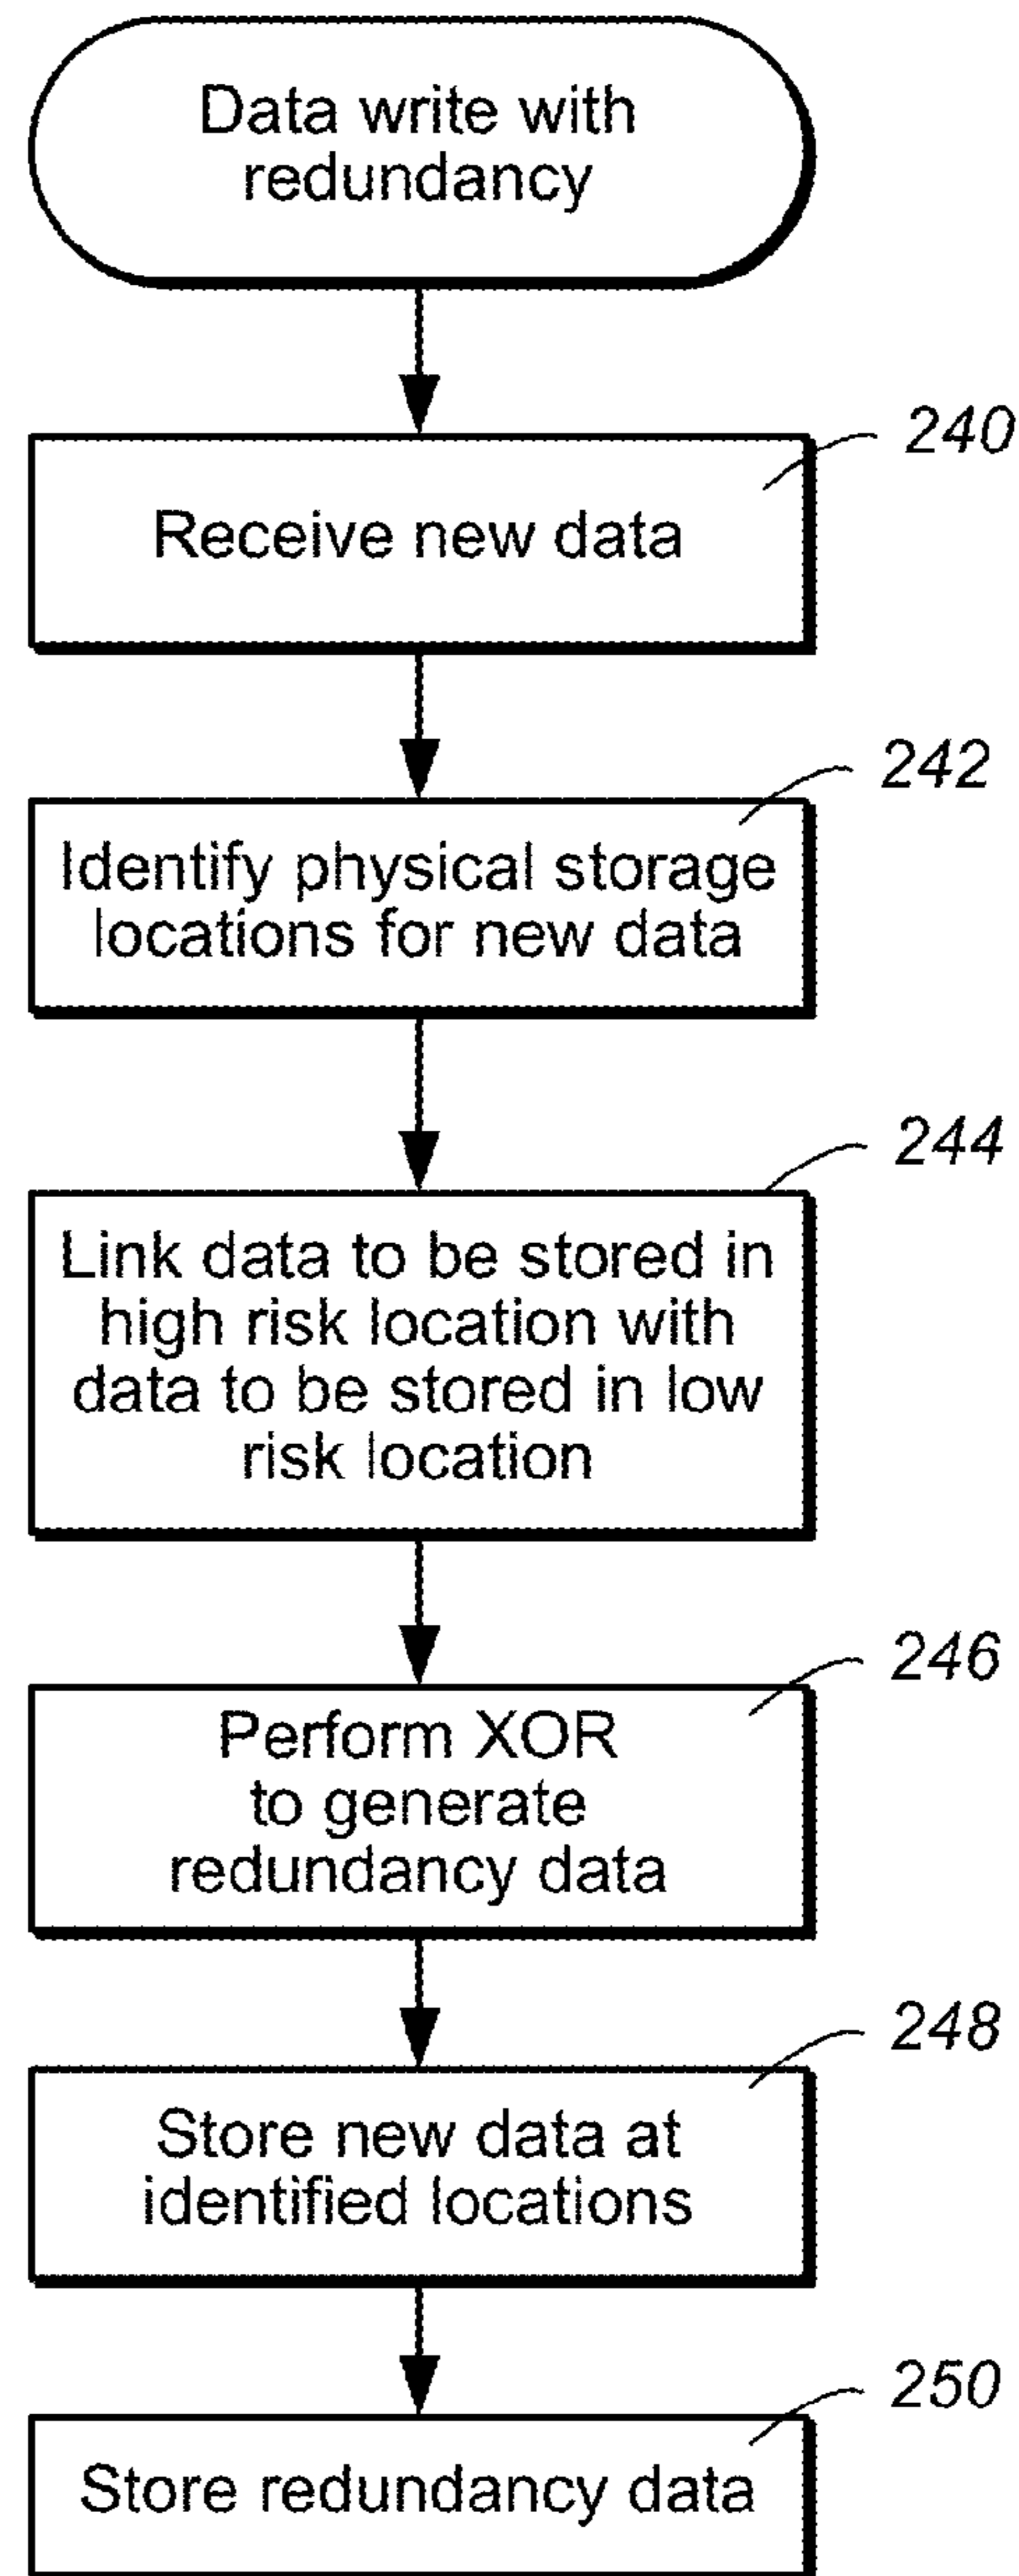 Data write with
redundancy
240
Receive new data
242
Identify physical storage
locations for new data
244
Link data to be stored in
high risk location with
data to be stored in low
risk location
246
Perform XOR
to generate
redundancy data
248
Store new data at
identified locations
250
Store redundancy data